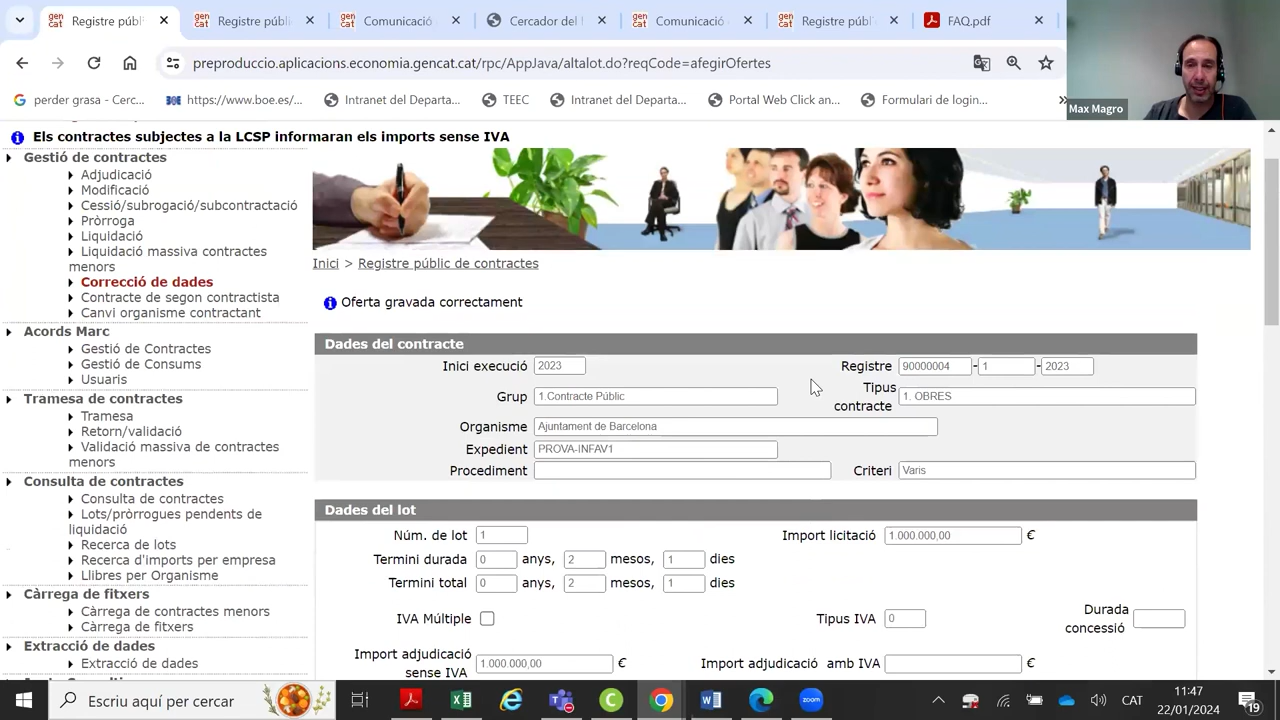 Registre públ
Registre públic
Comunicació
Cercador del
Comunicació
Registre públ
FAQ.pdf
preproduccio.aplicacions.economia.gencat.cat/rpc/AppJava/altalot.do?reqCode=afegirOfertes
perder grasa - Cerc...
https://www.boe.es/...
Intranet del Departa...
TEEC
Intranet del Departa...
Portal Web Click an...
Formulari de login...
Max Magro
Els contractes subjectes a la LCSP informaran els imports sense IVA
Gestió de contractes
Adjudicació
Modificació
Cessió/subrogació/subcontractació
Pròrroga
Liquidació
Liquidació massiva contractes
menors
Correcció de dades
Contracte de segon contractista
Canvi organisme contractant
Acords Marc
Gestió de Contractes
Gestió de Consums
Usuaris
Tramesa de contractes
Tramesa
Retorn/validació
Validació massiva de contractes
menors
Consulta de contractes
Consulta de contractes
Lots/pròrrogues pendents de
liquidació
Recerca de lots
Recerca d'imports per empresa
Llibres per Organisme
Càrrega de fitxers
Càrrega de contractes menors
Càrrega de fitxers
Extracció de dades
Extracció de dades
Inici > Registre públic de contractes
Oferta gravada correctament
Dades del contracte
Inici execució 2023 Registre 90000004 - 1 - 2023
Grup 1.Contracte Públic Tipus contracte 1. OBRES
Organisme Ajuntament de Barcelona
Expedient PROVA-INFAV1
Procediment Criteri Varis
Dades del lot
Núm. de lot 1 Import licitació 1.000.000,00 €
Termini durada 0 anys, 2 mesos, 1 dies
Termini total 0 anys, 2 mesos, 1 dies
IVA Múltiple Tipus IVA 0 Durada concessió
Import adjudicació sense IVA 1.000.000,00 € Import adjudicació amb IVA €
Escriu aquí per cercar
CAT
11:47
22/01/2024
19